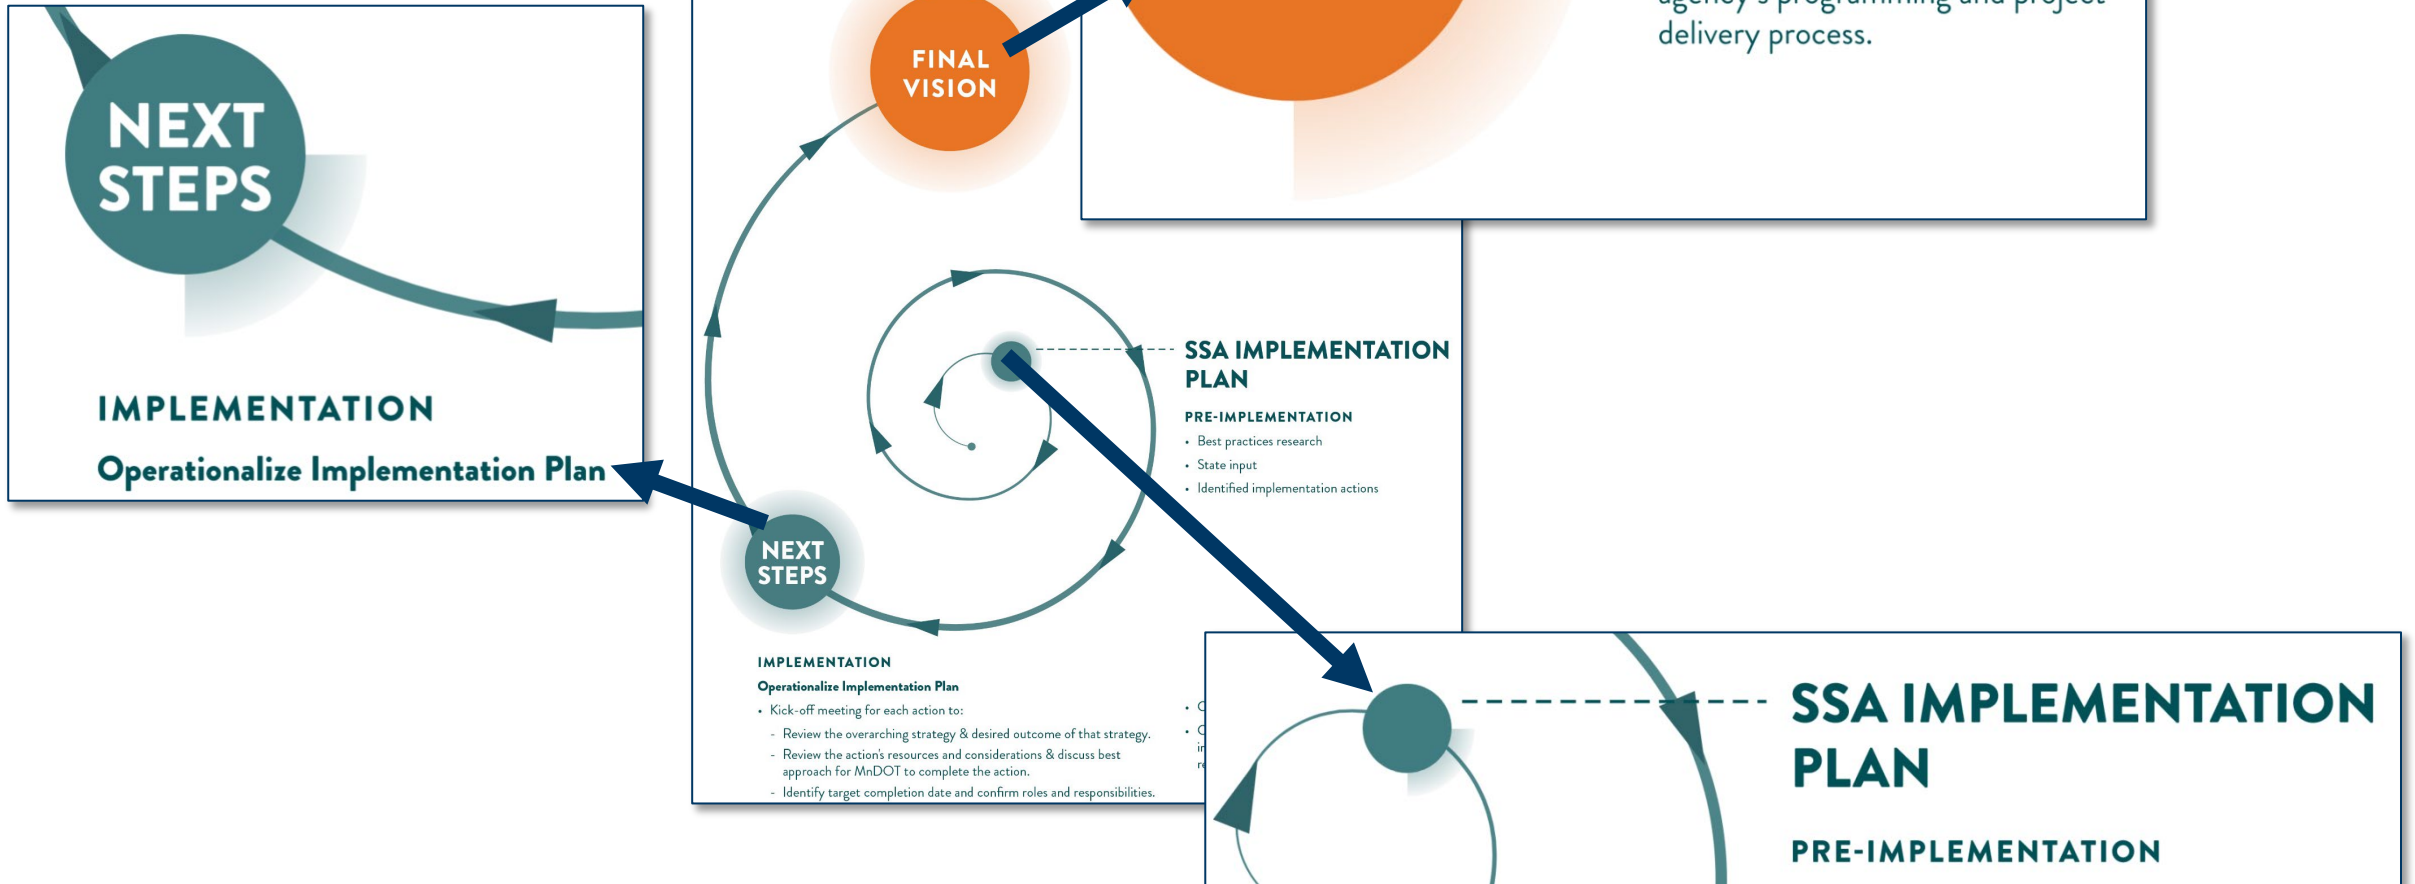 NEXT
STEPS
IMPLEMENTATION
Operationalize Implementation Plan
FINAL
VISION
agency's programming and project
delivery process.
SSA IMPLEMENTATION
PLAN
PRE-IMPLEMENTATION
• Best practices research
• State input
• Identified implementation actions
NEXT
STEPS
IMPLEMENTATION
Operationalize Implementation Plan
• Kick-off meeting for each action to:
- Review the overarching strategy & desired outcome of that strategy.
- Review the action's resources and considerations & discuss best
approach for MnDOT to complete the action.
- Identify target completion date and confirm roles and responsibilities.
SSA IMPLEMENTATION
PLAN
PRE-IMPLEMENTATION